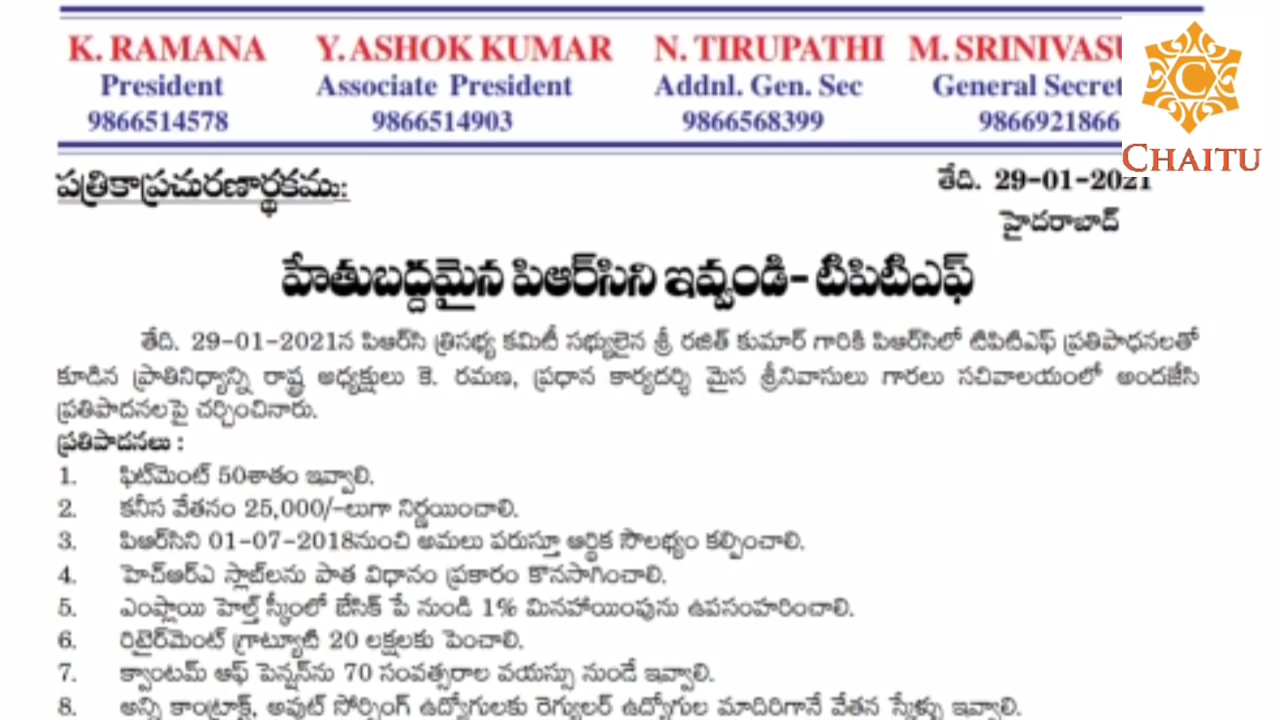 K. RAMANA Y. ASHOK KUMAR N. TIRUPATHI M. SRINIVASU
President Associate President Addnl. Gen. Sec General Secret
9866514578 9866514903 9866568399 9866921866
CHAITU
పత్రికాప్రచురణార్థకము:
తేది. 29-01-2021
హైదరాబాద్
హేతుబద్దమైన పిఆర్‌సిని ఇవ్వండి- టిపిటిఎఫ్
తేది. 29-01-2021న పిఆర్‌సి త్రిసభ్య కమిటీ సభ్యులైన శ్రీ రజిత్ కుమార్ గారికి పిఆర్‌సిలో టిపిటిఎఫ్ ప్రతిపాధనలతో
కూడిన ప్రాతినిధ్యాన్ని రాష్ట్ర అధ్యక్షులు కె. రమణ, ప్రధాన కార్యదర్శి మైస శ్రీనివాసులు గారలు సచివాలయంలో అందజేసి
ప్రతిపాదనలపై చర్చించినారు.
ప్రతిపాదనలు :
1. ఫిట్‌మెంట్ 50శాతం ఇవ్వాలి.
2. కనీస వేతనం 25,000/-లుగా నిర్ణయించాలి.
3. పిఆర్‌సిని 01-07-2018నుంచి అమలు పరుస్తూ ఆర్ధిక సౌలభ్యం కల్పించాలి.
4. హెచ్‌ఆర్‌ఎ స్లాబ్‌లను పాత విధానం ప్రకారం కొనసాగించాలి.
5. ఎంప్లాయి హెల్త్ స్కీంలో బేసిక్ పే నుండి 1% మినహాయింపును ఉపసంహరించాలి.
6. రిటైర్‌మెంట్ గ్రాట్యూటి 20 లక్షలకు పెంచాలి.
7. క్వాంటమ్ ఆఫ్ పెన్షన్‌ను 70 సంవత్సరాల వయస్సు నుండే ఇవ్వాలి.
8. అన్ని కాంట్రాక్ట్, అవుట్ సోర్సింగ్ ఉద్యోగులకు రెగ్యులర్ ఉద్యోగుల మాదిరిగానే వేతన స్కేళ్ళు ఇవ్వాలి.